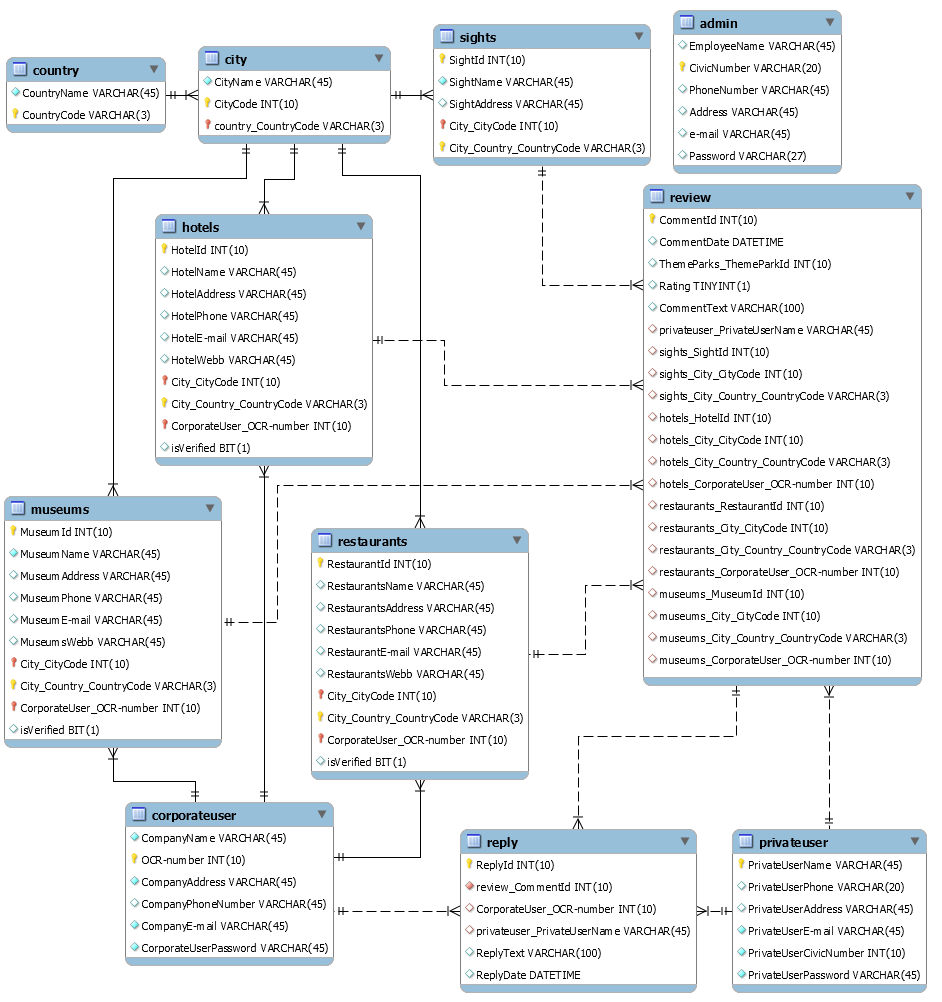 country
CountryName VARCHAR(45)
CountryCode VARCHAR(3)
city
CityName VARCHAR(45)
CityCode INT(10)
country_CountryCode VARCHAR(3)
sights
SightId INT(10)
SightName VARCHAR(45)
SightAddress VARCHAR(45)
City_CityCode INT(10)
City_Country_CountryCode VARCHAR(3)
admin
EmployeeName VARCHAR(45)
CivicNumber VARCHAR(20)
PhoneNumber VARCHAR(45)
Address VARCHAR(45)
e-mail VARCHAR(45)
Password VARCHAR(27)
review
CommentId INT(10)
CommentDate DATETIME
ThemeParks_ThemeParkId INT(10)
Rating TINYINT(1)
CommentText VARCHAR(100)
privateuser_PrivateUserName VARCHAR(45)
sights_SightId INT(10)
sights_City_CityCode INT(10)
sights_City_Country_CountryCode VARCHAR(3)
hotels_HotelId INT(10)
hotels_City_CityCode INT(10)
hotels_City_Country_CountryCode VARCHAR(3)
hotels_CorporateUser_OCR-number INT(10)
restaurants_RestaurantId INT(10)
restaurants_City_CityCode INT(10)
restaurants_City_Country_CountryCode VARCHAR(3)
restaurants_CorporateUser_OCR-number INT(10)
museums_MuseumId INT(10)
museums_City_CityCode INT(10)
museums_City_Country_CountryCode VARCHAR(3)
museums_CorporateUser_OCR-number INT(10)
hotels
HotelId INT(10)
HotelName VARCHAR(45)
HotelAddress VARCHAR(45)
HotelPhone VARCHAR(45)
HotelE-mail VARCHAR(45)
HotelWebb VARCHAR(45)
City_CityCode INT(10)
City_Country_CountryCode VARCHAR(3)
CorporateUser_OCR-number INT(10)
isVerified BIT(1)
museums
MuseumId INT(10)
MuseumName VARCHAR(45)
MuseumAddress VARCHAR(45)
MuseumPhone VARCHAR(45)
MuseumE-mail VARCHAR(45)
MuseumsWebb VARCHAR(45)
City_CityCode INT(10)
City_Country_CountryCode VARCHAR(3)
CorporateUser_OCR-number INT(10)
isVerified BIT(1)
restaurants
RestaurantId INT(10)
RestaurantsName VARCHAR(45)
RestaurantsAddress VARCHAR(45)
RestaurantsPhone VARCHAR(45)
RestaurantE-mail VARCHAR(45)
RestaurantsWebb VARCHAR(45)
City_CityCode INT(10)
City_Country_CountryCode VARCHAR(3)
CorporateUser_OCR-number INT(10)
isVerified BIT(1)
corporateuser
CompanyName VARCHAR(45)
OCR-number INT(10)
CompanyAddress VARCHAR(45)
CompanyPhoneNumber VARCHAR(45)
CompanyE-mail VARCHAR(45)
CorporateUserPassword VARCHAR(45)
reply
ReplyId INT(10)
review_CommentId INT(10)
CorporateUser_OCR-number INT(10)
privateuser_PrivateUserName VARCHAR(45)
ReplyText VARCHAR(100)
ReplyDate DATETIME
privateuser
PrivateUserName VARCHAR(45)
PrivateUserPhone VARCHAR(20)
PrivateUserAddress VARCHAR(45)
PrivateUserE-mail VARCHAR(45)
PrivateUserCivicNumber INT(10)
PrivateUserPassword VARCHAR(45)